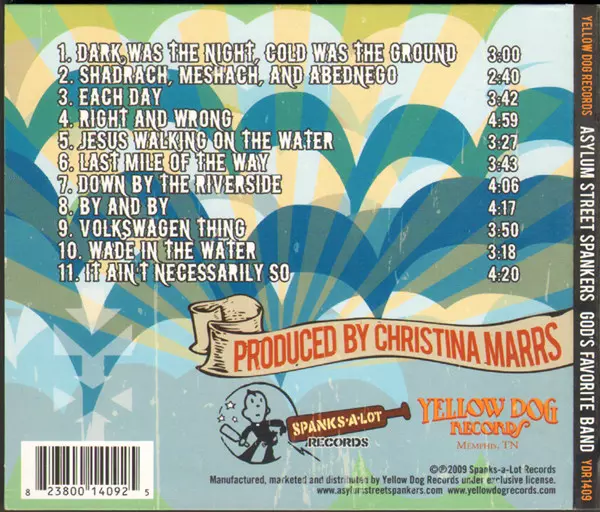 1. DARK WAS THE NIGHT, COLD WAS THE GROUND 3:00
2. SHADRACH, MESHACH, AND ABEDNEGO 2:40
3. EACH DAY 3:42
4. RIGHT AND WRONG 4:59
5. JESUS WALKING ON THE WATER 3:27
6. LAST MILE OF THE WAY 3:43
7. DOWN BY THE RIVERSIDE 4:06
8. BY AND BY 4:17
9. VOLKSWAGEN THING 3:50
10. WADE IN THE WATER 3:18
11. IT AIN'T NECESSARILY SO 4:20
PRODUCED BY CHRISTINA MARRS
SPANKS-A-LOT
RECORDS
YELLOW DOG
RECORDS
MEMPHIS, TN
©℗2009 Spanks-a-Lot Records
Manufactured, marketed and distributed by Yellow Dog Records under exclusive license.
www.asylumstreetspankers.com www.yellowdogrecords.com
8 23800 14092 5
YELLOW DOG RECORDS ASYLUM STREET SPANKERS GOD'S FAVORITE BAND YDR1409